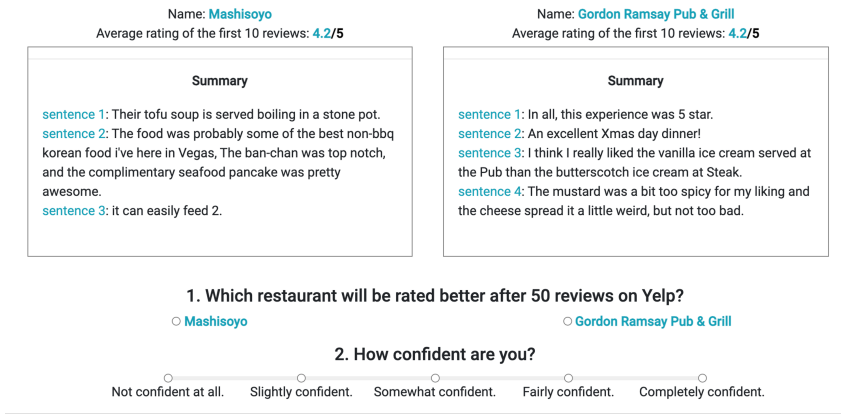 Name: Mashisoyo
Average rating of the first 10 reviews: 4.2/5
Summary
sentence 1: Their tofu soup is served boiling in a stone pot.
sentence 2: The food was probably some of the best non-bbq
korean food i've here in Vegas, The ban-chan was top notch,
and the complimentary seafood pancake was pretty
awesome.
sentence 3: it can easily feed 2.
Name: Gordon Ramsay Pub & Grill
Average rating of the first 10 reviews: 4.2/5
Summary
sentence 1: In all, this experience was 5 star.
sentence 2: An excellent Xmas day dinner!
sentence 3: I think I really liked the vanilla ice cream served at
the Pub than the butterscotch ice cream at Steak.
sentence 4: The mustard was a bit too spicy for my liking and
the cheese spread it a little weird, but not too bad.
1. Which restaurant will be rated better after 50 reviews on Yelp?
Mashisoyo
Gordon Ramsay Pub & Grill
2. How confident are you?
Not confident at all.
Slightly confident.
Somewhat confident.
Fairly confident.
Completely confident.